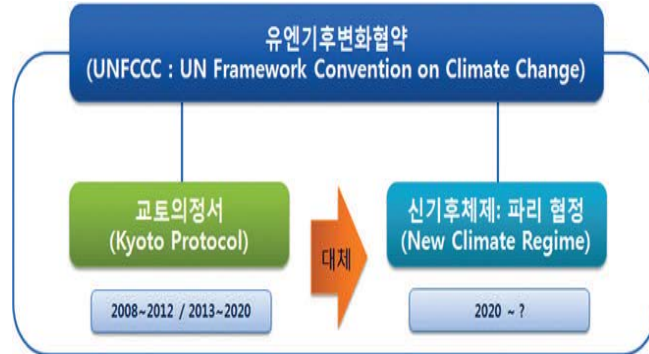 유엔기후변화협약
(UNFCCC : UN Framework Convention on Climate Change)
교토의정서
(Kyoto Protocol)
대체
신기후체제: 파리 협정
(New Climate Regime)
2008~2012 / 2013~2020
2020 ~ ?